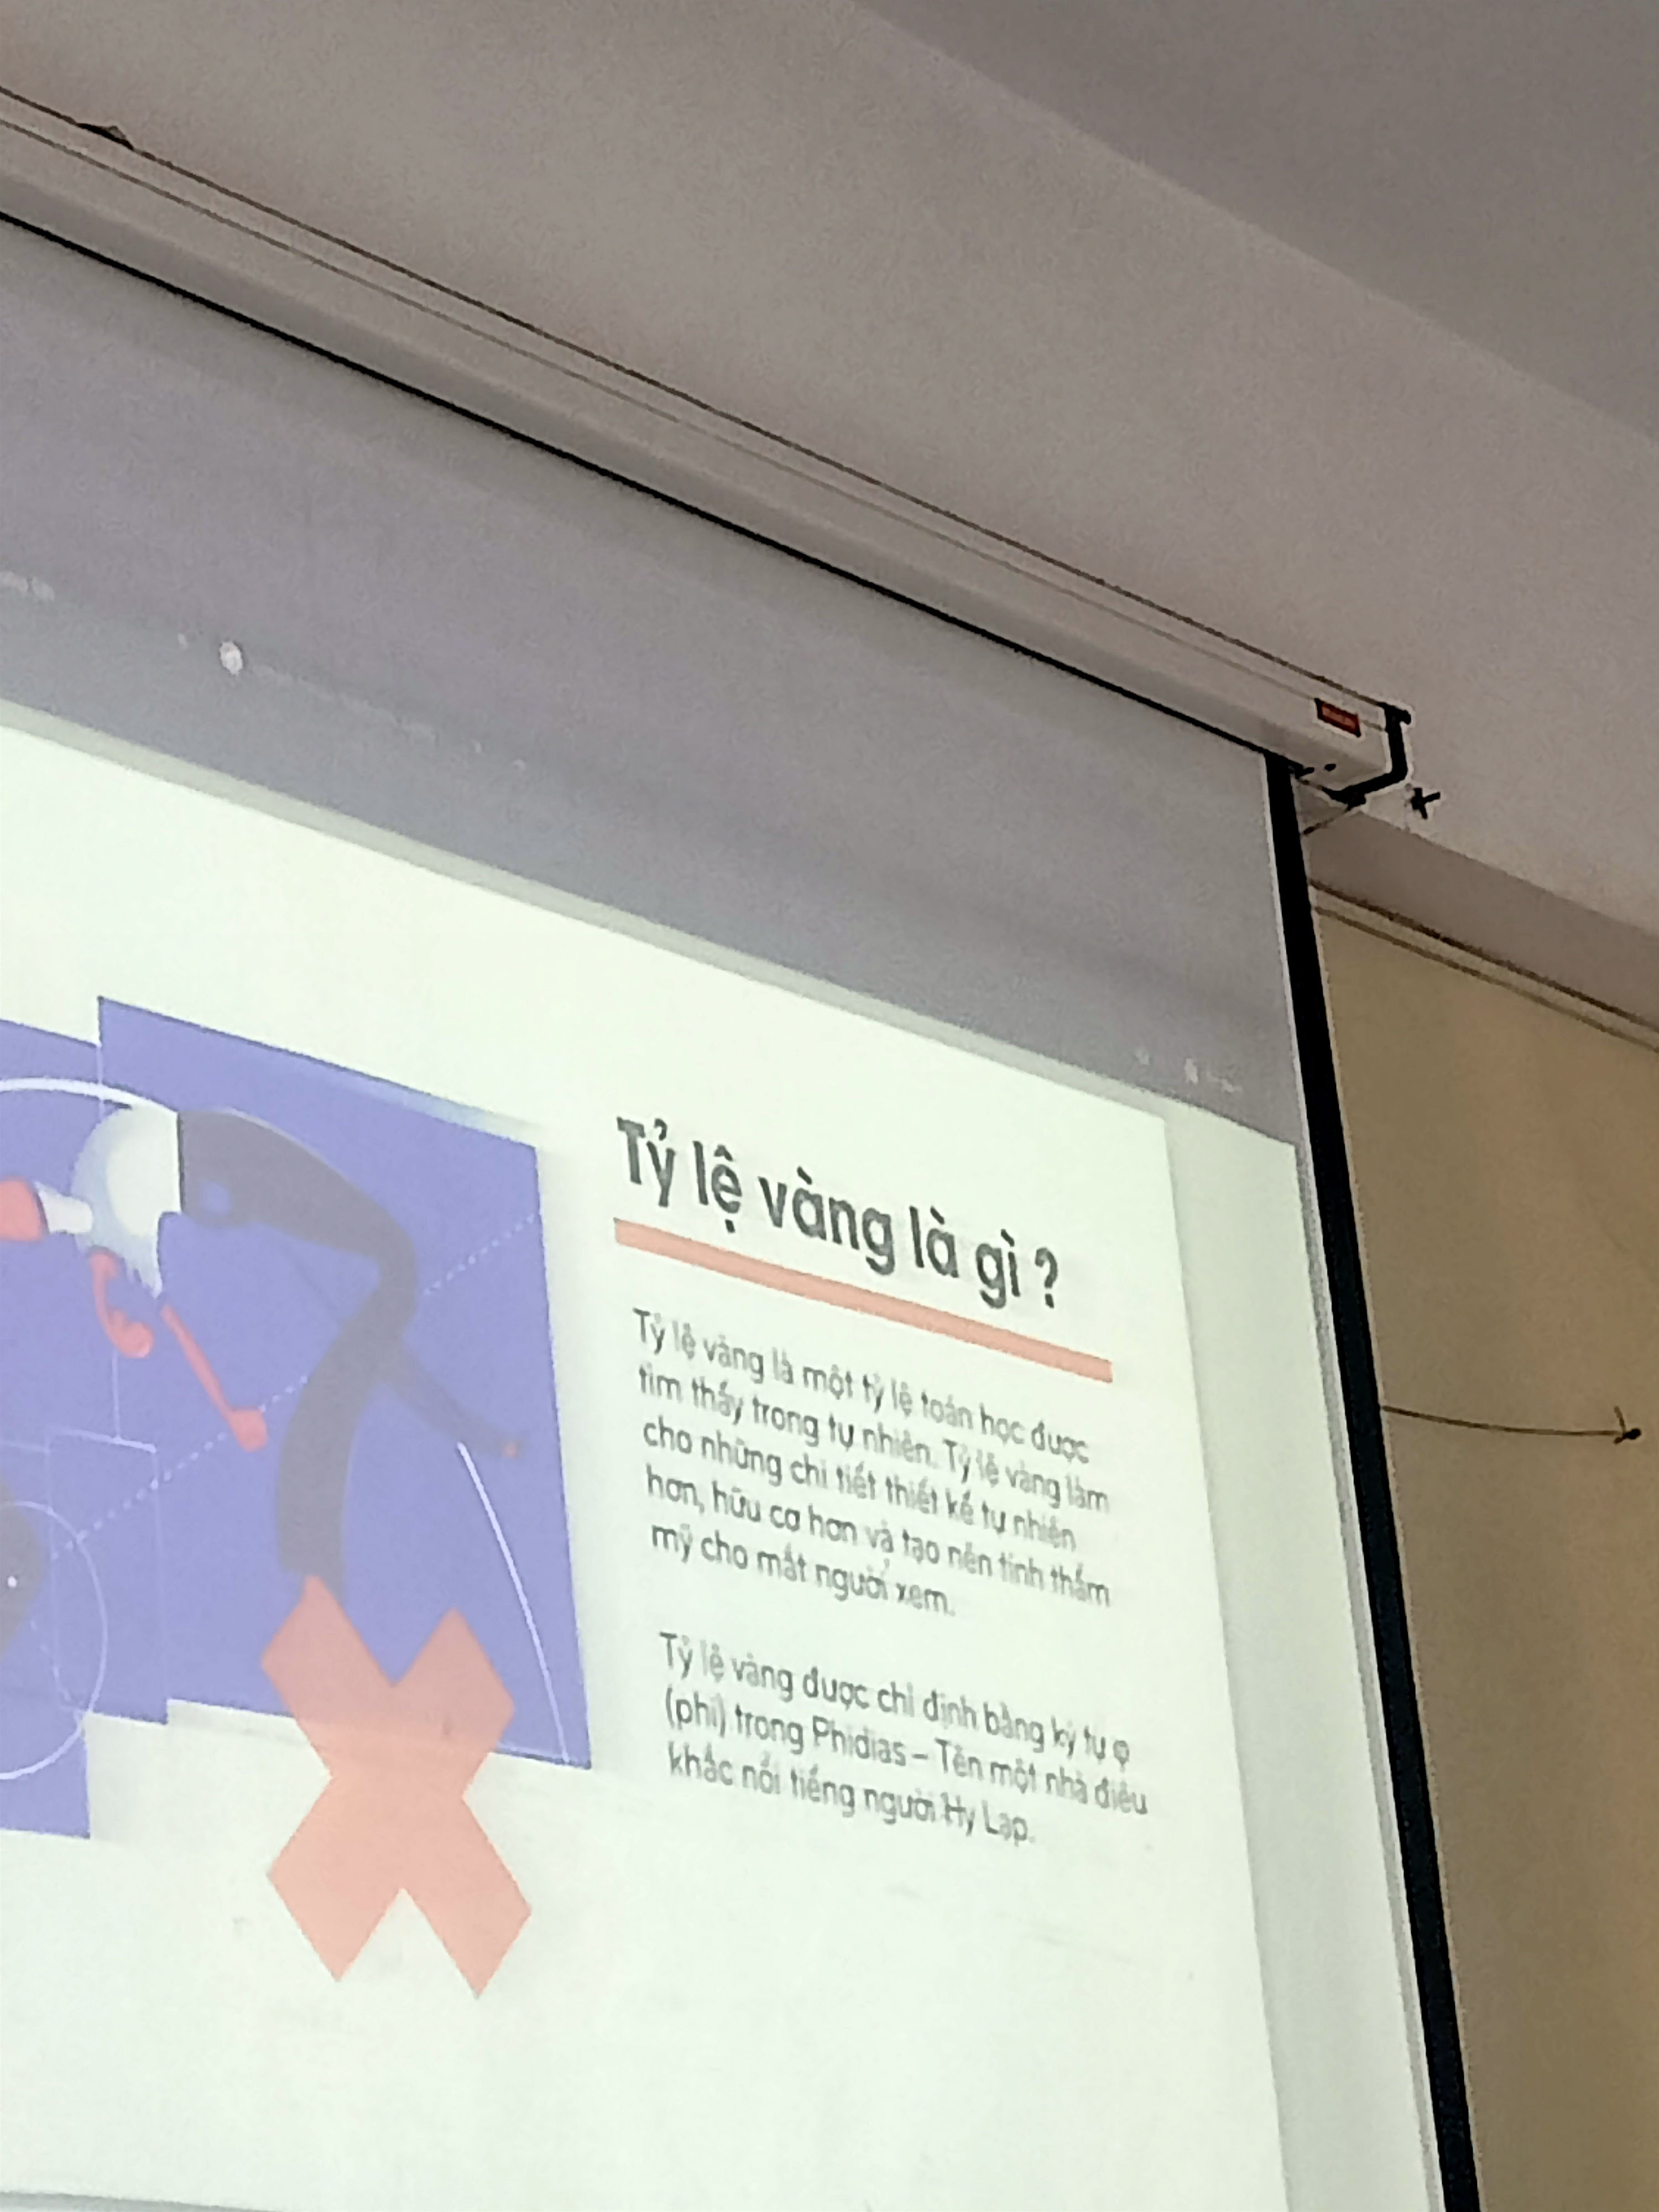 Tỷ lệ vàng là gì ?
Tỷ lệ vàng là một tỷ lệ toán học được
tìm thấy trong tự nhiên. Tỷ lệ vàng làm
cho những chi tiết thiết kế tự nhiên
hơn, hữu cơ hơn và tạo nên tính thẩm
mỹ cho mắt người xem.
Tỷ lệ vàng được chỉ định bằng ký tự φ
(phi) trong Phidias – Tên một nhà điêu
khắc nổi tiếng người Hy Lạp.